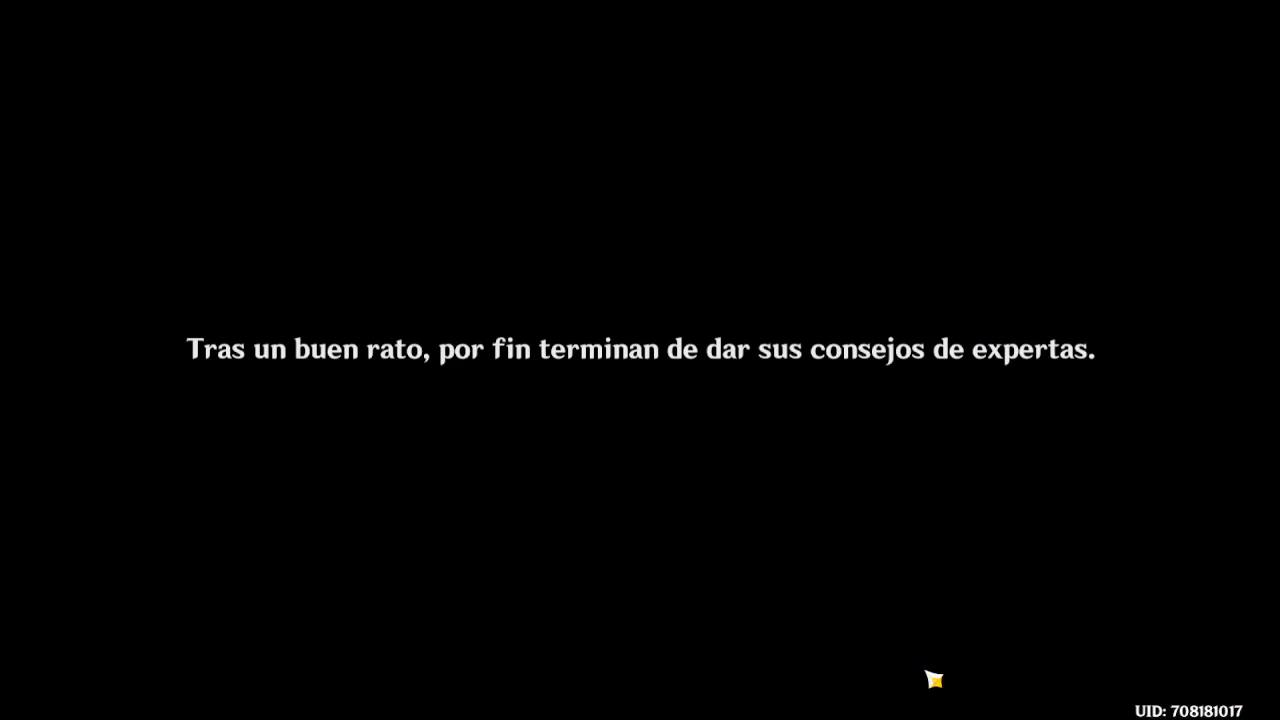 Tras un buen rato, por fin terminan de dar sus consejos de expertas.
UID: 708181017